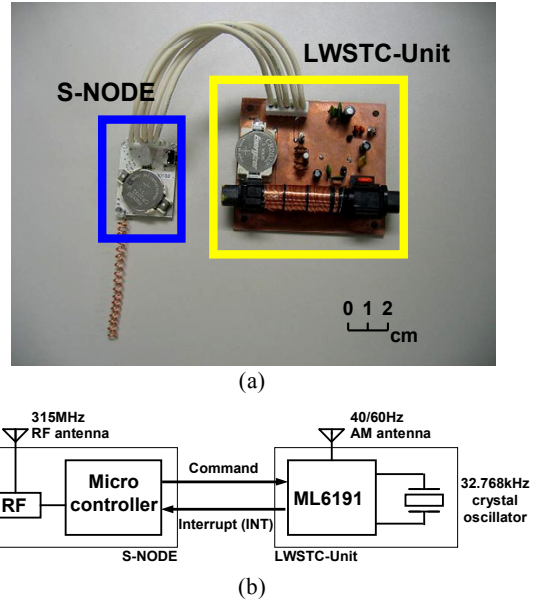 LWSTC-Unit
S-NODE
0 1 2
cm
(a)
315MHz
RF antenna
40/60Hz
AM antenna
Command
Micro
controller
RF
ML6191
32.768kHz
crystal
oscillator
Interrupt (INT)
S-NODE
LWSTC-Unit
(b)